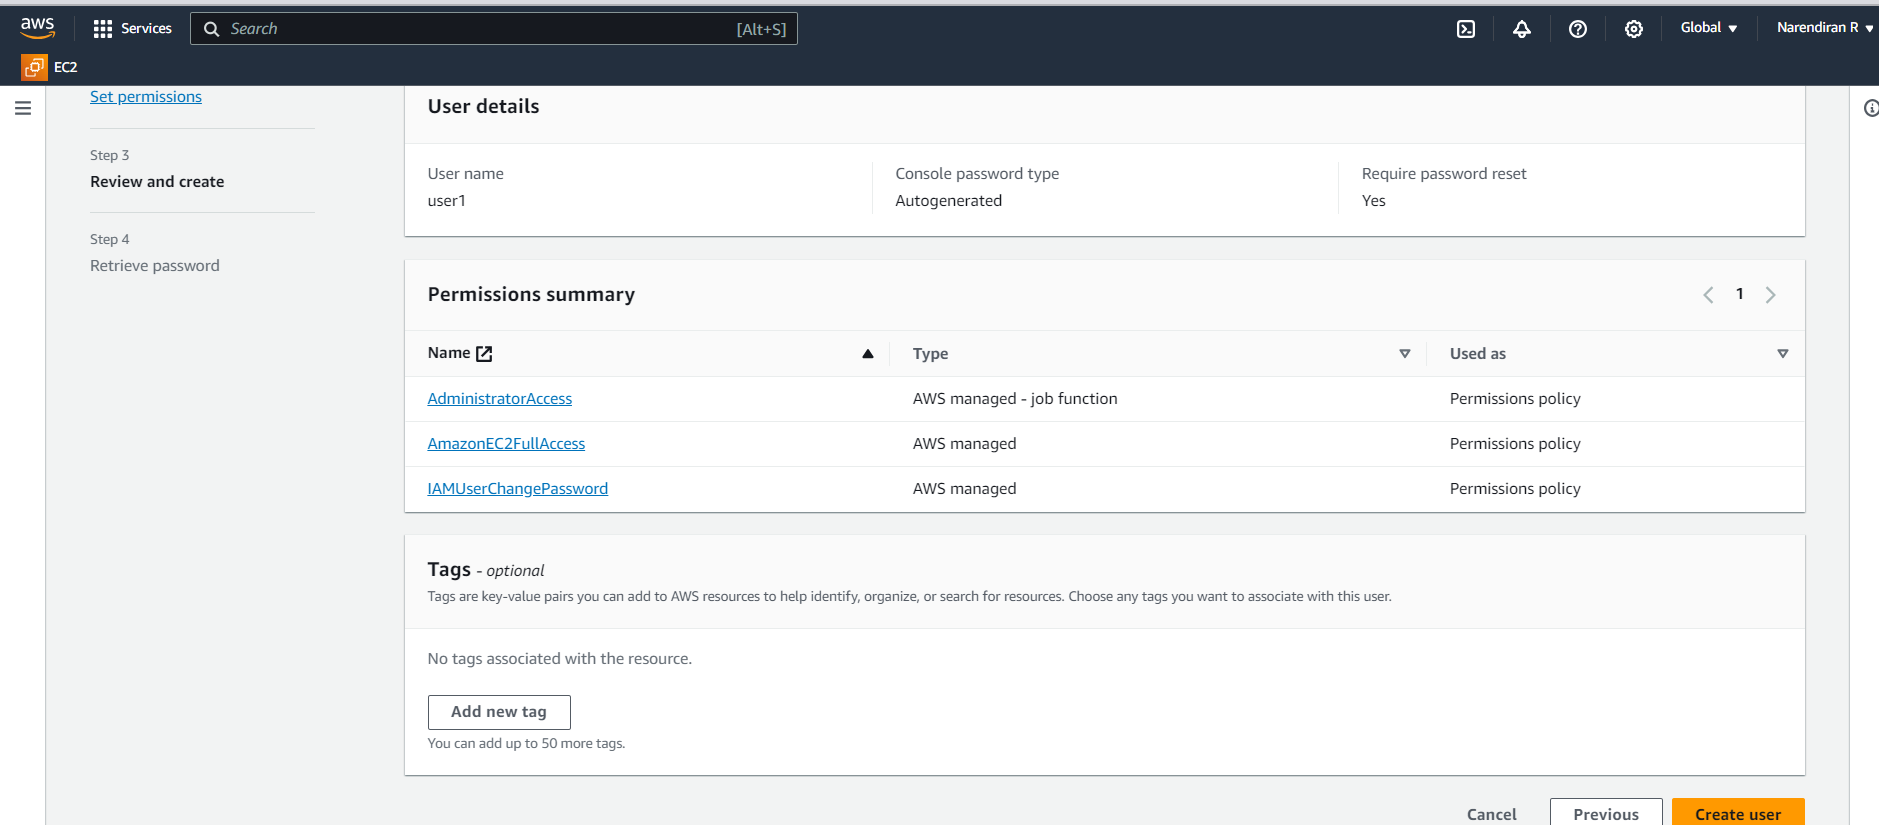 aws
Services
Search [Alt+S]
Global
Narendiran R
EC2
Set permissions
Step 3
Review and create
Step 4
Retrieve password
User details
User name
user1
Console password type
Autogenerated
Require password reset
Yes
Permissions summary
1
Name Type Used as
AdministratorAccess AWS managed - job function Permissions policy
AmazonEC2FullAccess AWS managed Permissions policy
IAMUserChangePassword AWS managed Permissions policy
Tags - optional
Tags are key-value pairs you can add to AWS resources to help identify, organize, or search for resources. Choose any tags you want to associate with this user.
No tags associated with the resource.
Add new tag
You can add up to 50 more tags.
Cancel
Previous
Create user